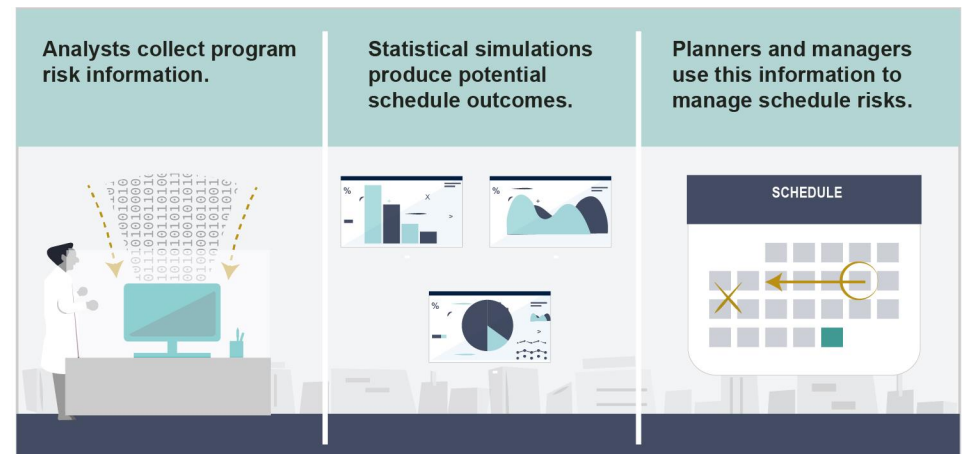 Analysts collect program
risk information.
Statistical simulations
produce potential
schedule outcomes.
Planners and managers
use this information to
manage schedule risks.
%
X
>
%
%
>
SCHEDULE